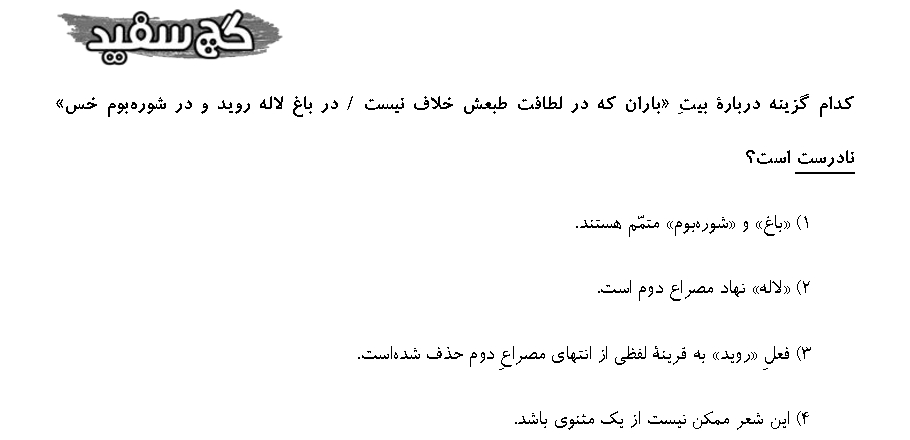 گچ سفید
کدام گزینه دربارهٔ بیتِ «باران که در لطافت طبعش خلاف نیست / در باغ لاله روید و در شوره‌بوم خس»
نادرست است؟
۱) «باغ» و «شوره‌بوم» متمّم هستند.
۲) «لاله» نهاد مصراع دوم است.
۳) فعلِ «روید» به قرینهٔ لفظی از انتهای مصراعِ دوم حذف شده‌است.
۴) این شعر ممکن نیست از یک مثنوی باشد.